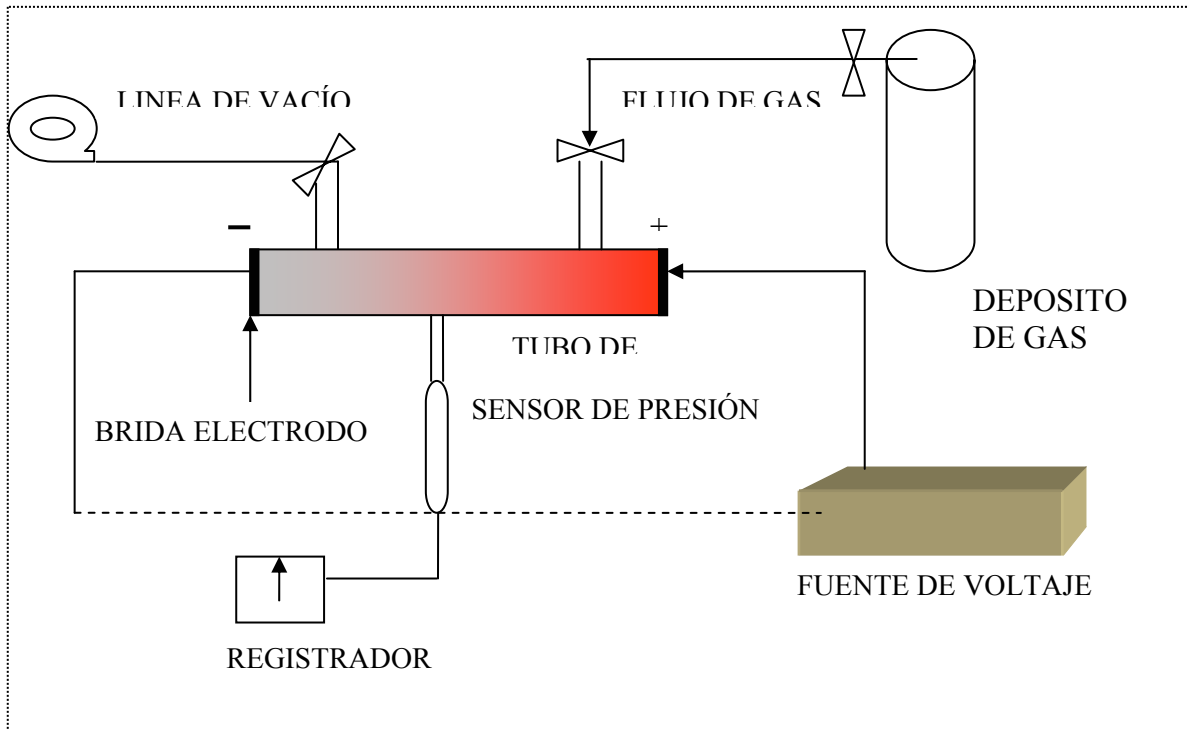 LINEA DE VACÍO
FLUJO DE GAS
−
+
DEPOSITO
DE GAS
TUBO DE
SENSOR DE PRESIÓN
BRIDA ELECTRODO
FUENTE DE VOLTAJE
REGISTRADOR